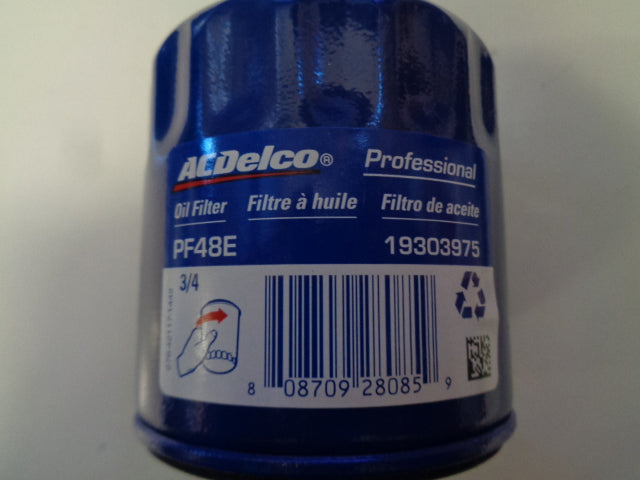 ACDelco® Professional
Oil Filter Filtre à huile Filtro de aceite
PF48E 19303975
3/4
8 08709 28085 9